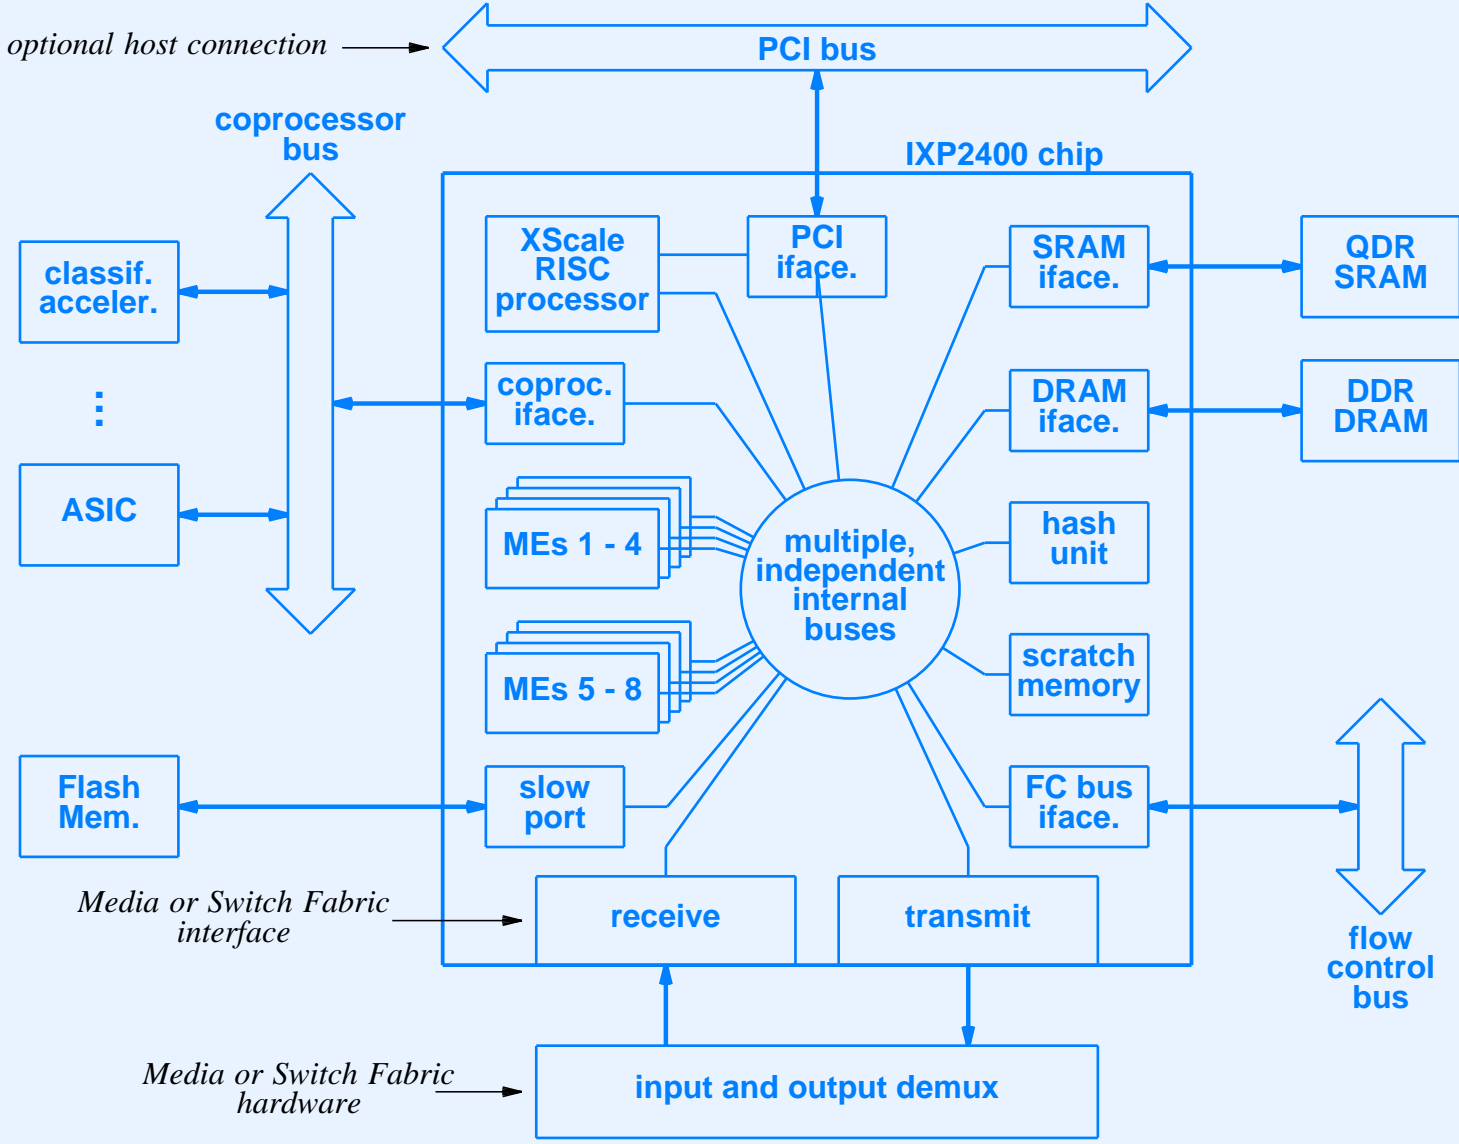 optional host connection
PCI bus
coprocessor
bus
IXP2400 chip
XScale
RISC
processor
PCI
iface.
SRAM
iface.
QDR
SRAM
classif.
acceler.
coproc.
iface.
DRAM
iface.
DDR
DRAM
⋮
ASIC
MEs 1 - 4
multiple,
independent
internal
buses
hash
unit
MEs 5 - 8
scratch
memory
Flash
Mem.
slow
port
FC bus
iface.
Media or Switch Fabric
interface
receive
transmit
flow
control
bus
Media or Switch Fabric
hardware
input and output demux